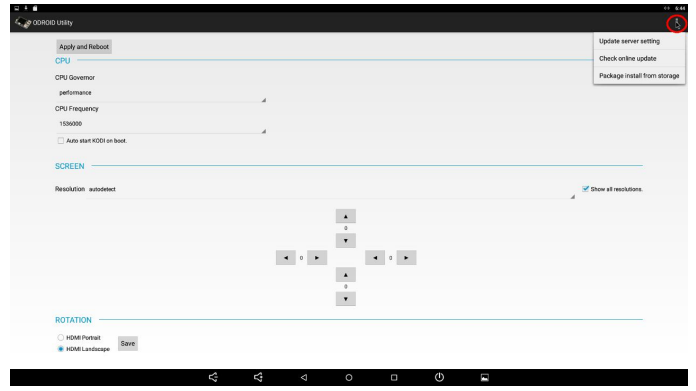 6:44
ODROID Utility
Update server setting
Check online update
Package install from storage
Apply and Reboot
CPU
CPU Governor
performance
CPU Frequency
1536000
Auto start KODI on boot.
SCREEN
Resolution autodetect
Show all resolutions.
0
0 0
0
ROTATION
HDMI Portrait
HDMI Landscape
Save